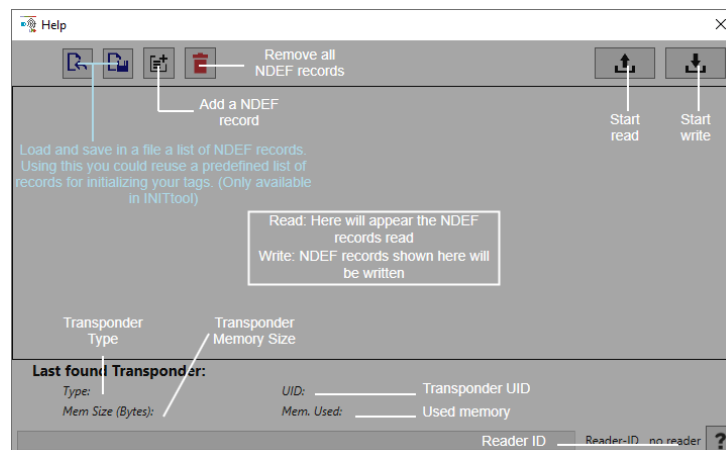 Help
Remove all
NDEF records
Add a NDEF
record
Start
read
Start
write
Load and save in a file a list of NDEF records.
Using this you could reuse a predefined list of
records for initializing your tags. (Only available
in INITtool)
Read: Here will appear the NDEF
records read
Write: NDEF records shown here will
be written
Transponder
Type
Transponder
Memory Size
Last found Transponder:
Type:
UID:
Transponder UID
Mem Size (Bytes):
Mem. Used:
Used memory
Reader ID
Reader-ID no reader
?